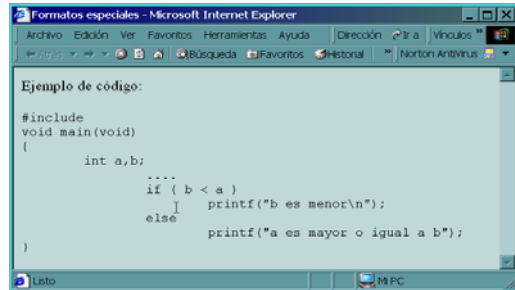 Formatos especiales - Microsoft Internet Explorer
Archivo Edición Ver Favoritos Herramientas Ayuda Dirección Ir a Vínculos »
Atrás Búsqueda Favoritos Historial » Norton AntiVirus
Ejemplo de código:
#include
void main(void)
{
int a,b;
....
if ( b < a )
printf("b es menor\n");
else
printf("a es mayor o igual a b");
}
Listo Mi PC